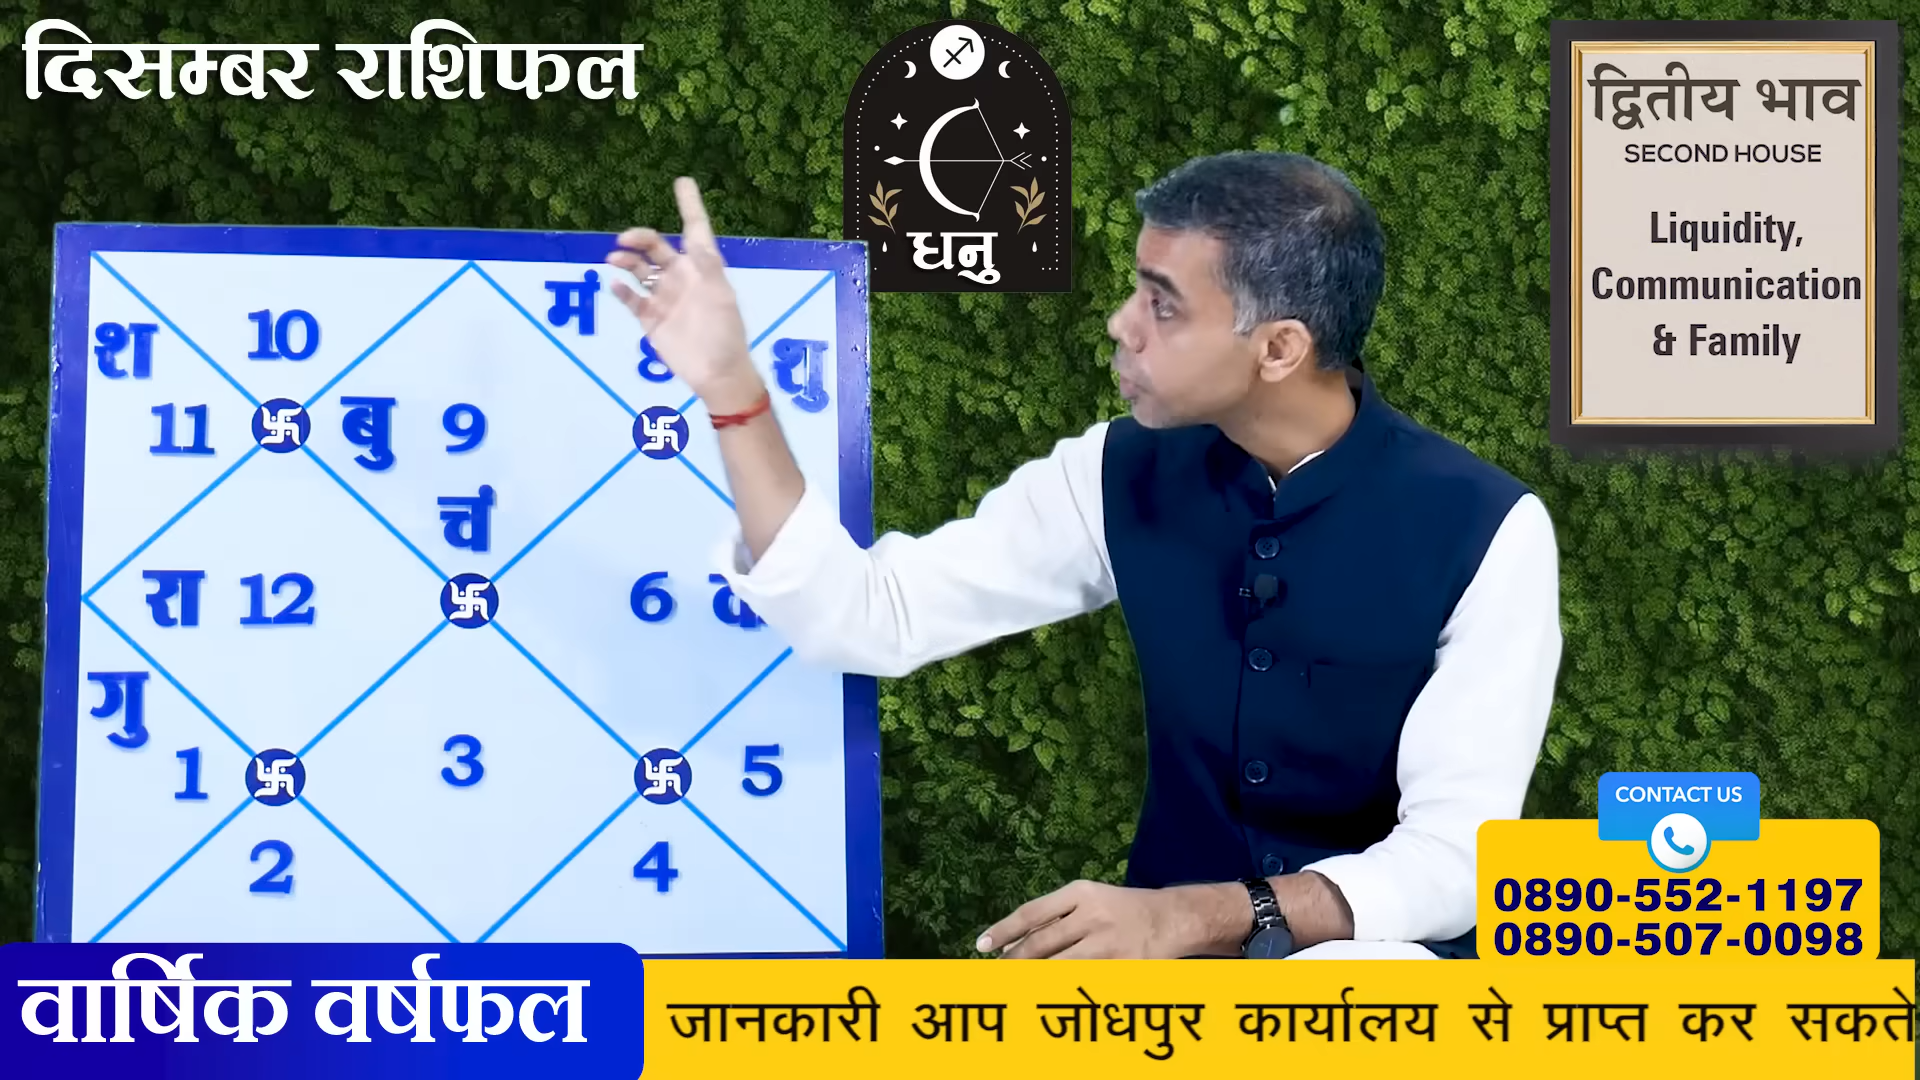 दिसम्बर राशिफल
धनु
द्वितीय भाव
SECOND HOUSE
Liquidity,
Communication
& Family
मं
श
10
8
शु
11
बु
9
चं
रा
12
6
गु
1
3
5
2
4
CONTACT US
0890-552-1197
0890-507-0098
वार्षिक वर्षफल
जानकारी आप जोधपुर कार्यालय से प्राप्त कर सकते